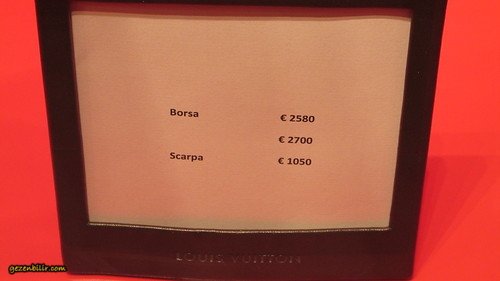 Borsa € 2580
€ 2700
Scarpa € 1050
LOUIS VUITTON
gezenbilir.com